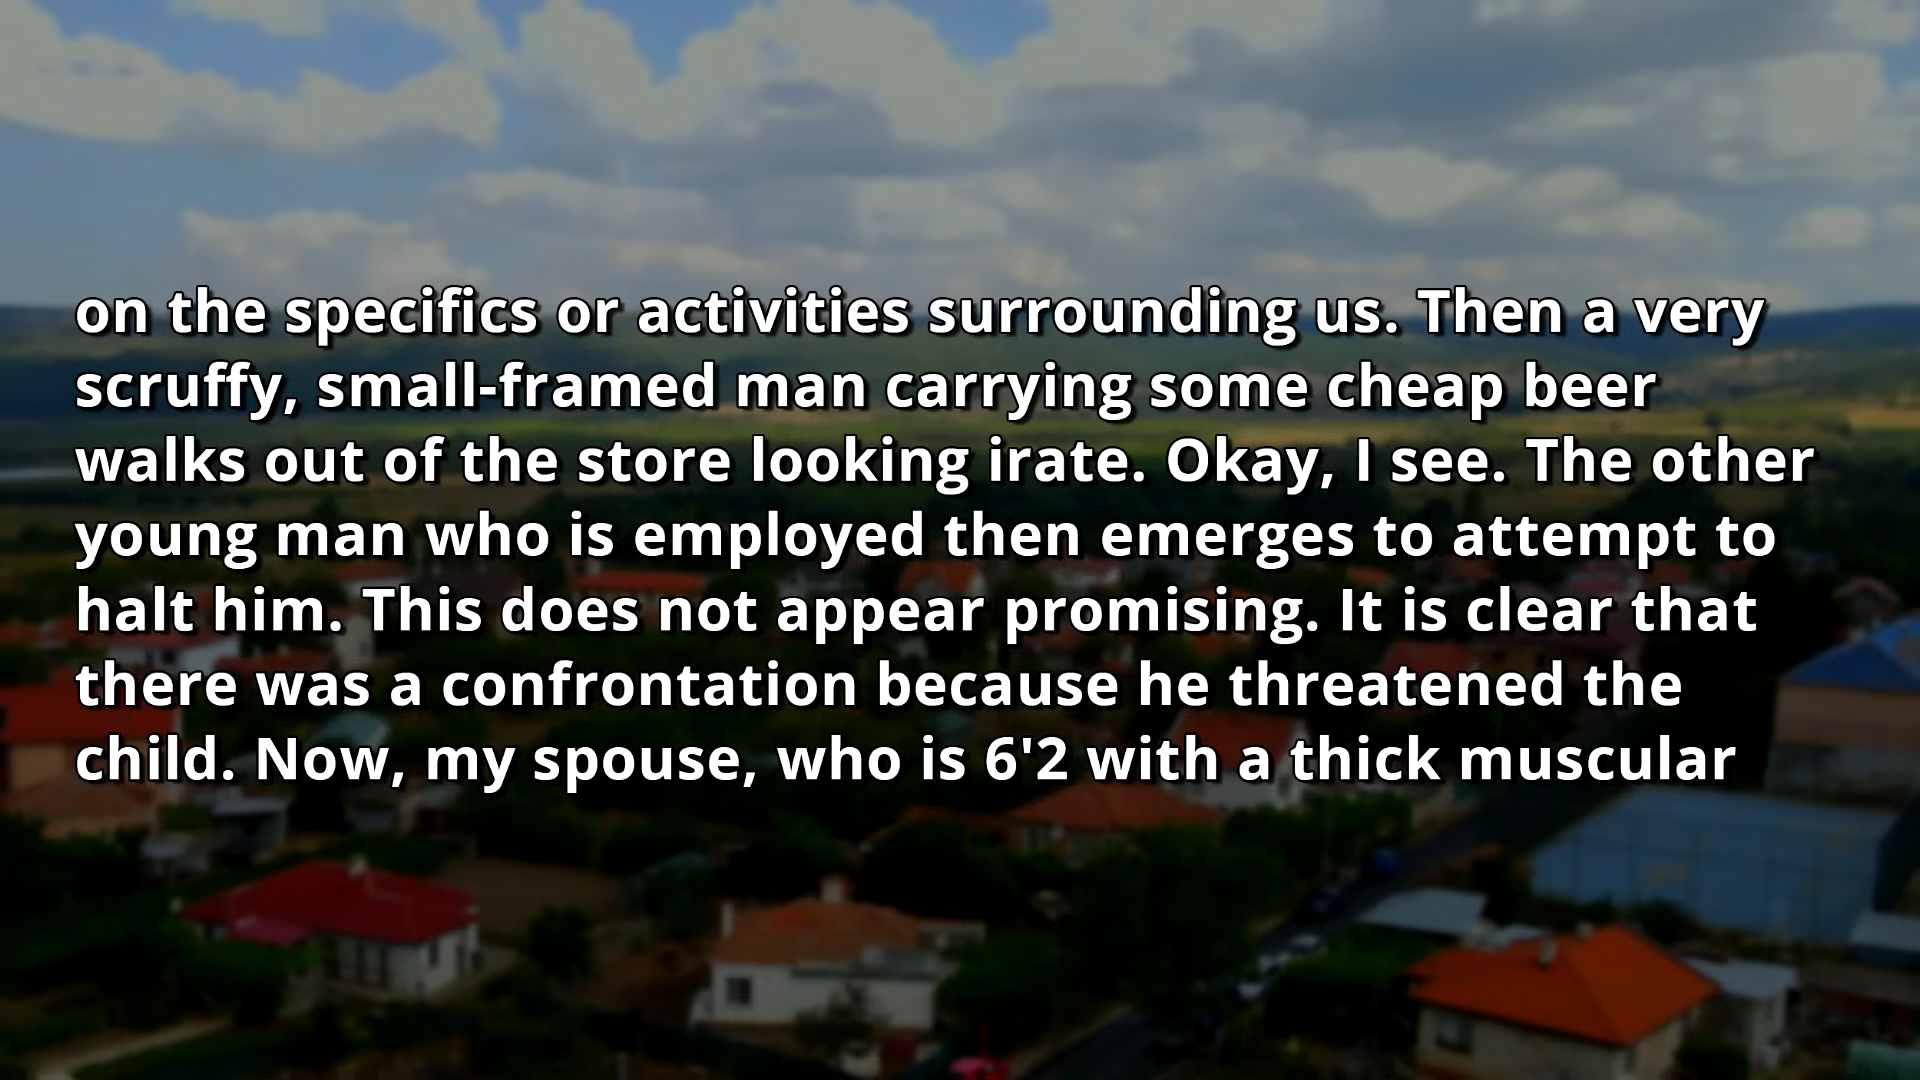 on the specifics or activities surrounding us. Then a very
scruffy, small-framed man carrying some cheap beer
walks out of the store looking irate. Okay, I see. The other
young man who is employed then emerges to attempt to
halt him. This does not appear promising. It is clear that
there was a confrontation because he threatened the
child. Now, my spouse, who is 6'2 with a thick muscular